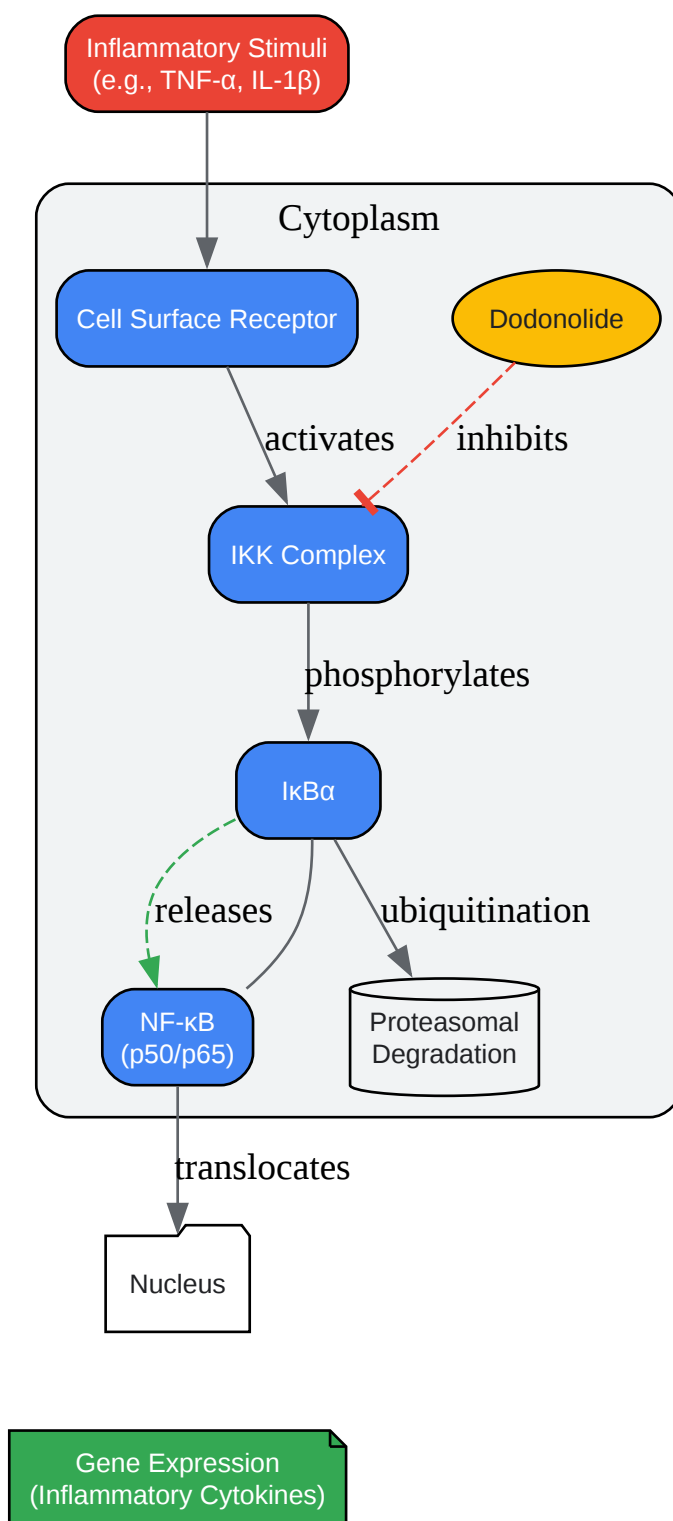 Inflammatory Stimuli
(e.g., TNF-α, IL-1β)
Cytoplasm
Cell Surface Receptor
Dodonolide
activates
inhibits
IKK Complex
phosphorylates
IκBα
releases
ubiquitination
NF-κB
(p50/p65)
Proteasomal
Degradation
translocates
Nucleus
Gene Expression
(Inflammatory Cytokines)